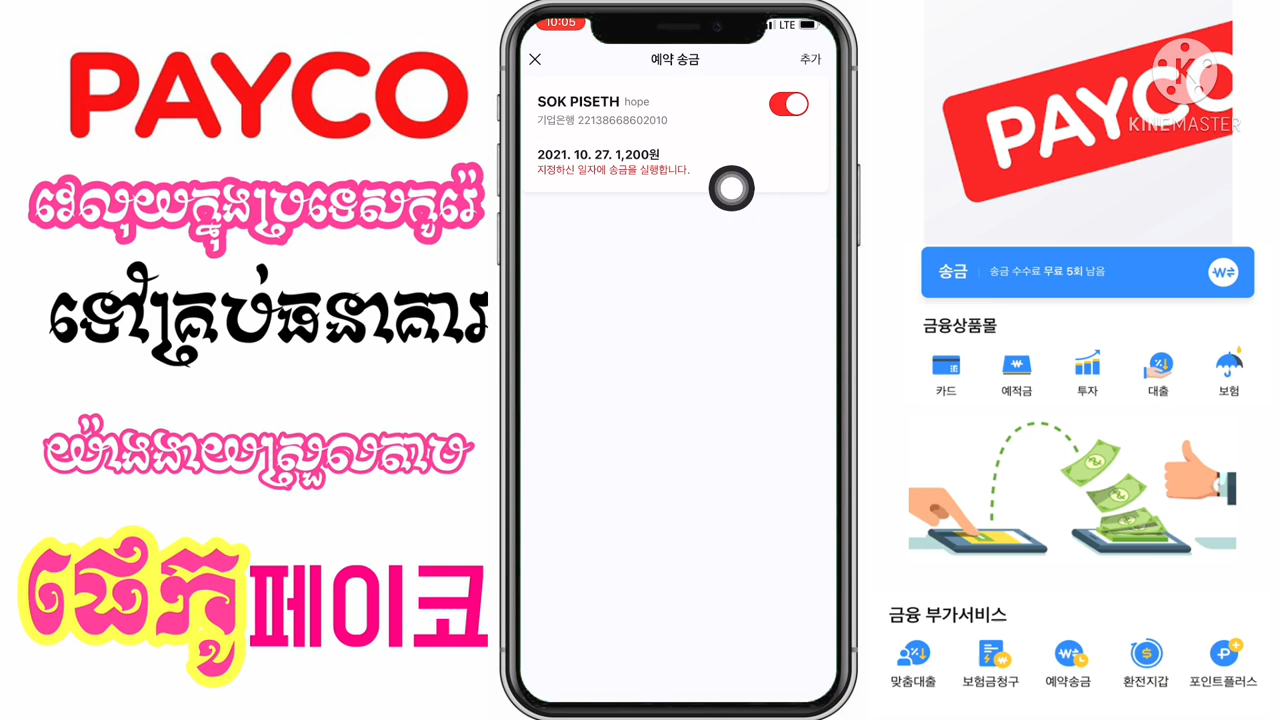 PAYCO
វេលុយក្នុងប្រទេសកូរ៉េ
ទៅគ្រប់ធនាគារ
យ៉ាងងាយស្រួលតាម
ផេកូ 페이코
10:05
LTE
예약 송금
추가
SOK PISETH hope
기업은행 22138668602010
2021. 10. 27. 1,200원
지정하신 일자에 송금을 실행합니다.
PAYCO
KINEMASTER
송금 송금 수수료 무료 5회 남음
금융상품몰
카드 예적금 투자 대출 보험
금융 부가서비스
맞춤대출 보험금청구 예약송금 환전지갑 포인트플러스